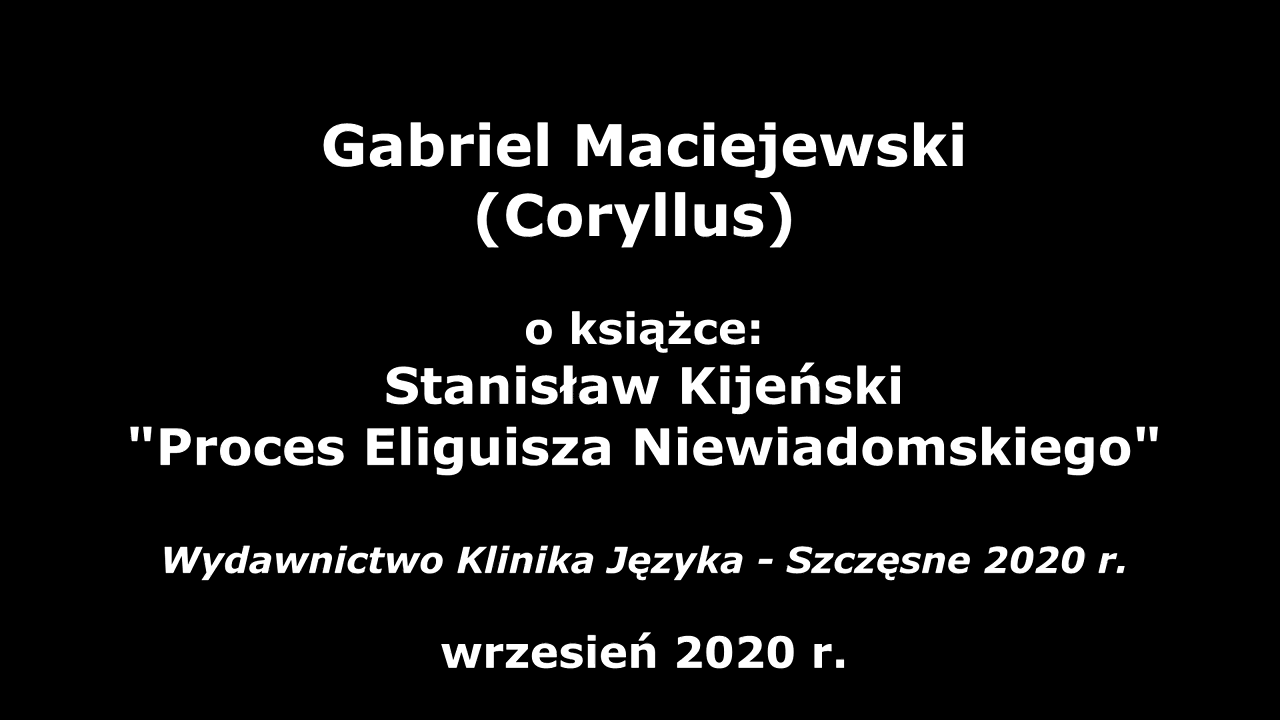 Gabriel Maciejewski
(Coryllus)
o książce:
Stanisław Kijeński
"Proces Eliguisza Niewiadomskiego"
Wydawnictwo Klinika Języka - Szczęsne 2020 r.
wrzesień 2020 r.